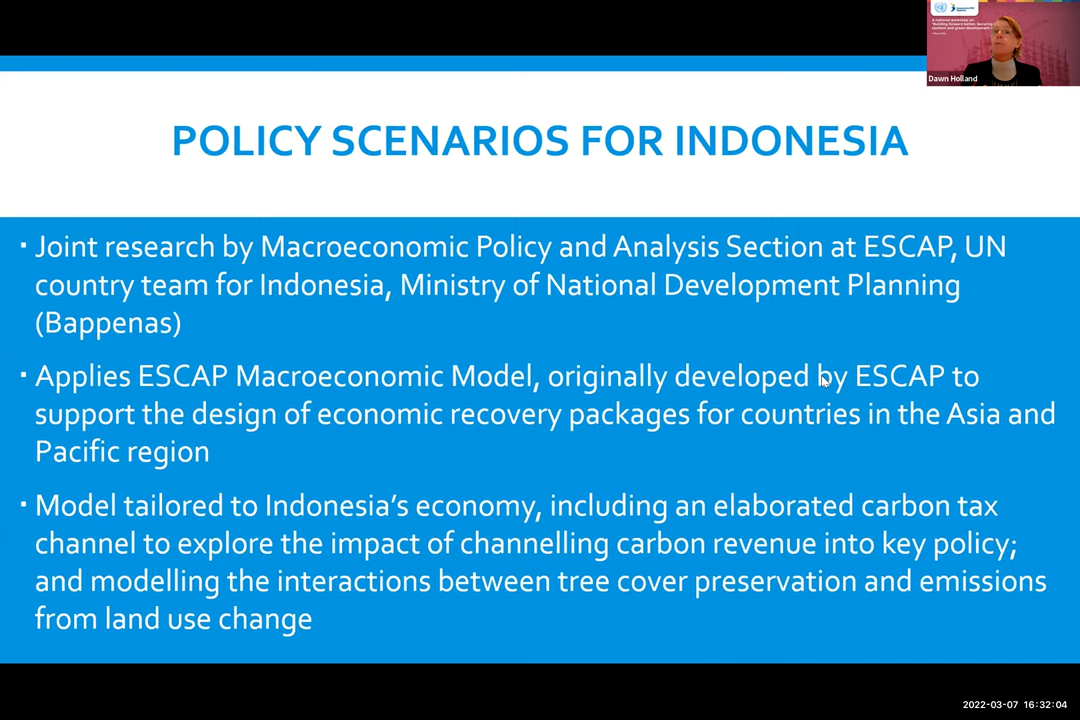 A national workshop on
POLICY SCENARIOS FOR INDONESIA
Dawn Holland
▪ Joint research by Macroeconomic Policy and Analysis Section at ESCAP, UN
country team for Indonesia, Ministry of National Development Planning
(Bappenas)
▪ Applies ESCAP Macroeconomic Model, originally developed by ESCAP to
support the design of economic recovery packages for countries in the Asia and
Pacific region
▪ Model tailored to Indonesia’s economy, including an elaborated carbon tax
channel to explore the impact of channelling carbon revenue into key policy;
and modelling the interactions between tree cover preservation and emissions
from land use change
2022-03-07 16:32:04